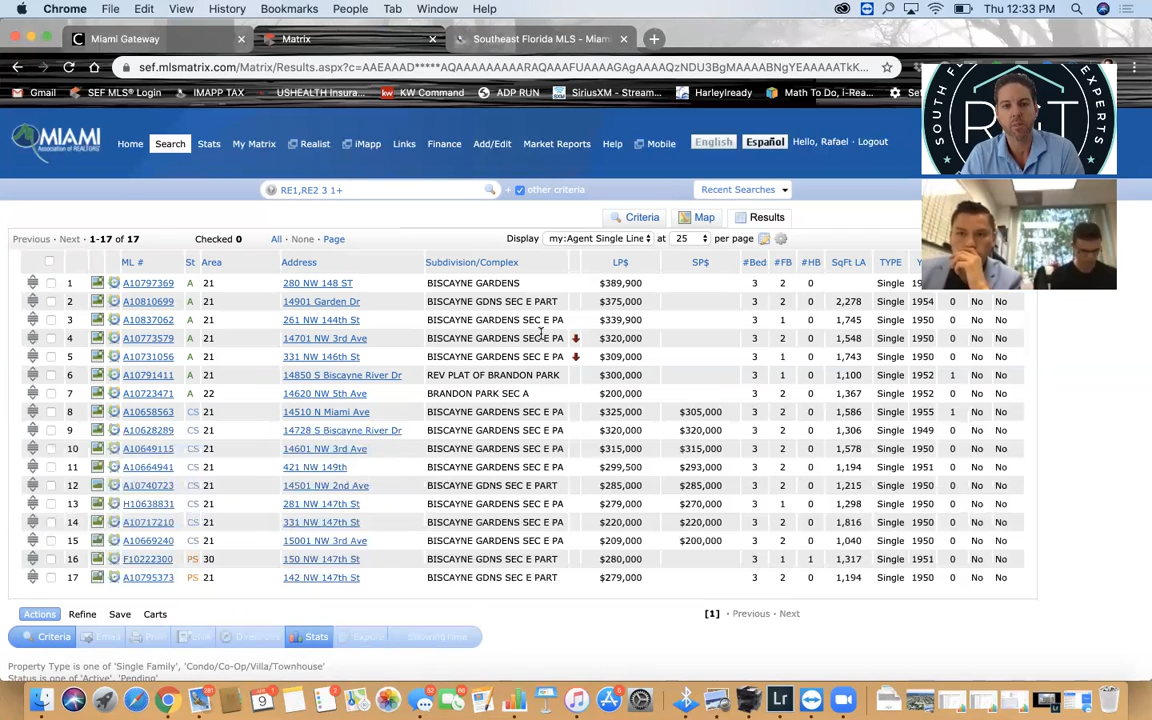 Chrome File Edit View History Bookmarks People Tab Window Help Thu 12:33 PM
Miami Gateway Matrix Southeast Florida MLS - Miam
sef.mlsmatrix.com/Matrix/Results.aspx?c=AAEAAAD*****AQAAAAAAAAARAQAAAFUAAAAGAgAAAAQzNDU3BgMAAAABNgYEAAAAATkK...
Gmail SEF MLS® Login IMAPP TAX USHEALTH Insura... KW Command ADP RUN SiriusXM - Stream... Harleylready Math To Do, i-Rea...
SOUTH F EXPERTS
MIAMI Home Search Stats My Matrix Realist iMapp Links Finance Add/Edit Market Reports Help Mobile English Español Hello, Rafael - Logout
RE1,RE2 3 1+ + other criteria Recent Searches
Criteria Map Results
Previous · Next · 1-17 of 17 Checked 0 All · None · Page Display my:Agent Single Line at 25 per page
ML # St Area Address Subdivision/Complex LP$ SP$ #Bed #FB #HB SqFt LA TYPE
1 A10797369 A 21 280 NW 148 ST BISCAYNE GARDENS $389,900 3 2 0 Single
2 A10810699 A 21 14901 Garden Dr BISCAYNE GDNS SEC E PART $375,000 3 2 0 2,278 Single 1954 0 No No
3 A10837062 A 21 261 NW 144th St BISCAYNE GARDENS SEC E PA $339,900 3 1 0 1,745 Single 1950 0 No No
4 A10773579 A 21 14701 NW 3rd Ave BISCAYNE GARDENS SEC E PA $320,000 3 2 0 1,548 Single 1950 0 No No
5 A10731056 A 21 331 NW 146th St BISCAYNE GARDENS SEC E PA $309,000 3 1 0 1,743 Single 1950 0 No No
6 A10791411 A 21 14850 S Biscayne River Dr REV PLAT OF BRANDON PARK $300,000 3 1 0 1,100 Single 1952 1 No No
7 A10723471 A 22 14620 NW 5th Ave BRANDON PARK SEC A $200,000 3 2 0 1,367 Single 1952 0 No No
8 A10658563 CS 21 14510 N Miami Ave BISCAYNE GARDENS SEC E PA $325,000 $305,000 3 2 0 1,586 Single 1955 1 No No
9 A10628289 CS 21 14728 S Biscayne River Dr BISCAYNE GARDENS SEC E PA $320,000 $320,000 3 2 0 1,306 Single 1949 0 No No
10 A10649115 CS 21 14601 NW 3rd Ave BISCAYNE GARDENS SEC E PA $315,000 $315,000 3 2 0 1,078 Single 1950 0 No No
11 A10664941 CS 21 421 NW 149th BISCAYNE GARDENS SEC E PA $299,500 $293,000 3 2 0 1,194 Single 1951 0 No No
12 A10740723 CS 21 14501 NW 2nd Ave BISCAYNE GDNS SEC E PART $285,000 $285,000 3 2 0 1,215 Single 1950 0 No No
13 H10638831 CS 21 281 NW 147th St BISCAYNE GARDENS SEC E PA $279,000 $271,000 3 1 0 1,298 Single 1950 0 No No
14 A10717210 CS 21 331 NW 147th St BISCAYNE GARDENS SEC E PA $220,000 $220,000 3 2 0 1,816 Single 1950 0 No No
15 A10669240 CS 21 15001 NW 3rd Ave BISCAYNE GARDENS SEC E PA $209,000 $200,000 3 2 0 1,040 Single 1950 0 No No
16 F10222300 PS 30 150 NW 147th St BISCAYNE GDNS SEC E PART $280,000 3 1 1 1,317 Single 1951 0 No No
17 A10795373 PS 21 142 NW 147th St BISCAYNE GDNS SEC E PART $279,000 3 2 0 1,194 Single 1950 0 No No
Actions Refine Save Carts [1] · Previous · Next
Criteria Email Print Directions Stats Export ShowingTime
Property Type is one of 'Single Family', 'Condo/Co-Op/Villa/Townhouse'
Status is one of 'Active', 'Pending'